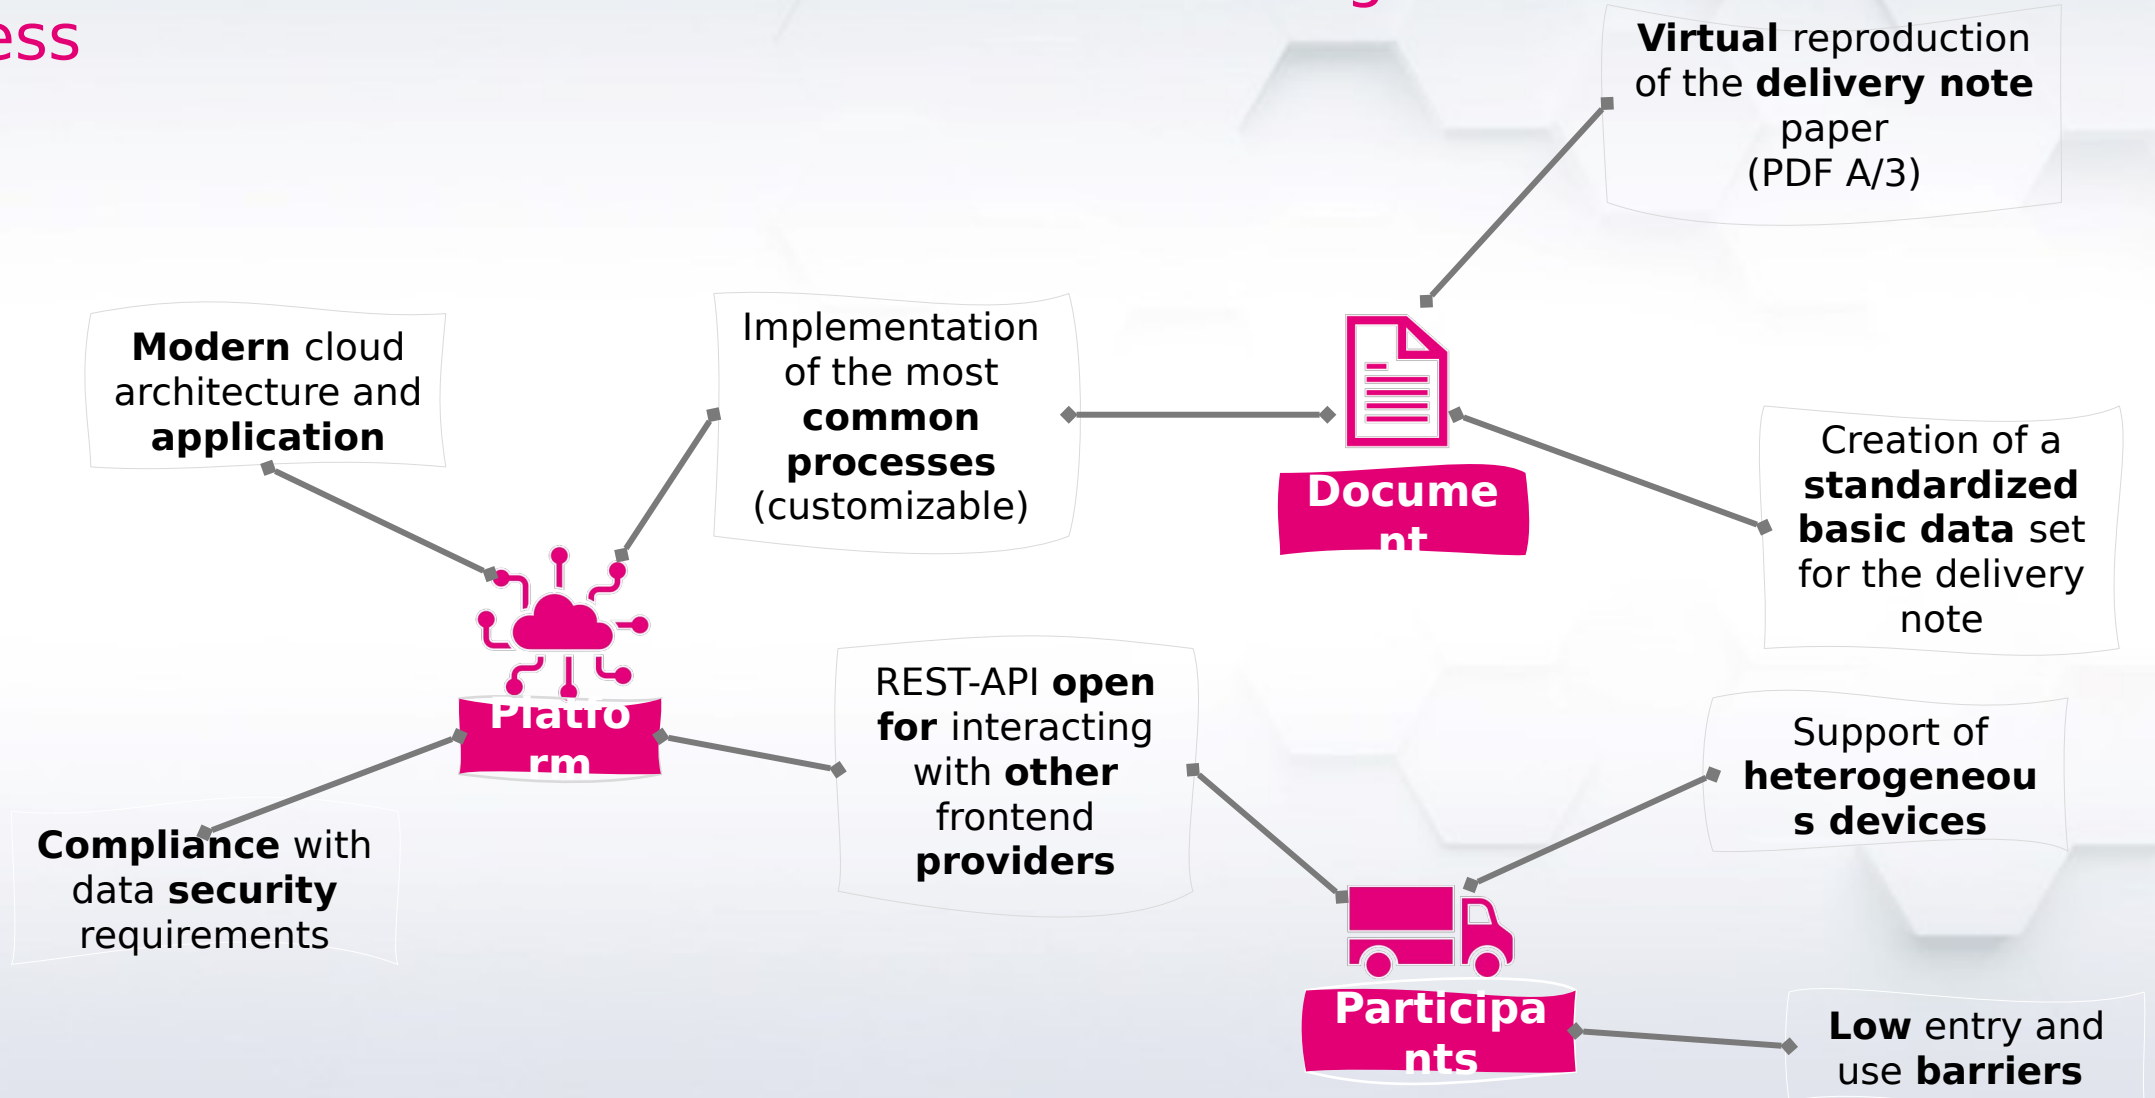 ess
Virtual reproduction
of the delivery note
paper
(PDF A/3)
Modern cloud
architecture and
application
Implementation
of the most
common
processes
(customizable)
Docume
nt
Creation of a
standardized
basic data set
for the delivery
note
Platfo
rm
REST-API open
for interacting
with other
frontend
providers
Support of
heterogeneou
s devices
Compliance with
data security
requirements
Participa
nts
Low entry and
use barriers